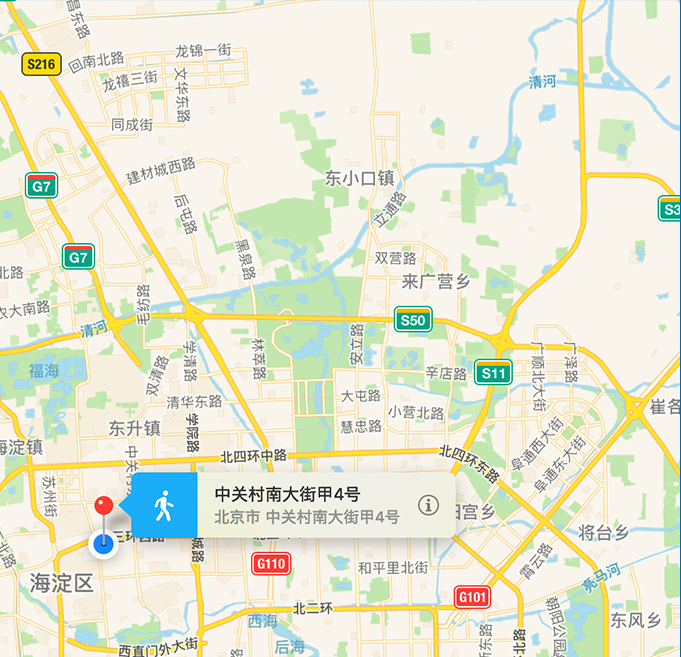 昌东路
回南北路
龙锦一街
S216
龙禧三街
文华东路
清河
同成街
建材城西路
东小口镇
G7
后屯路
立通路
黑泉路
G7
双营路
来广营乡
北路
农大南路
毛纺路
清河
S50
安立路
学清路
林萃路
广顺北大街
广泽路
双清路
福海
辛店路
S11
大屯路
清华东路
小营北路
慧忠路
东升镇
学院路
阜通西大街
阜通东大街
崔各
海淀镇
北四环中路
北四环东路
苏州街
中关村南大街甲4号
北京市 中关村南大街甲4号
将台乡
霄云路
海淀区
G110
和平里北街
亮马河
G101
北二环
朝阳公园
西海
后海
东风乡
西直门外大街